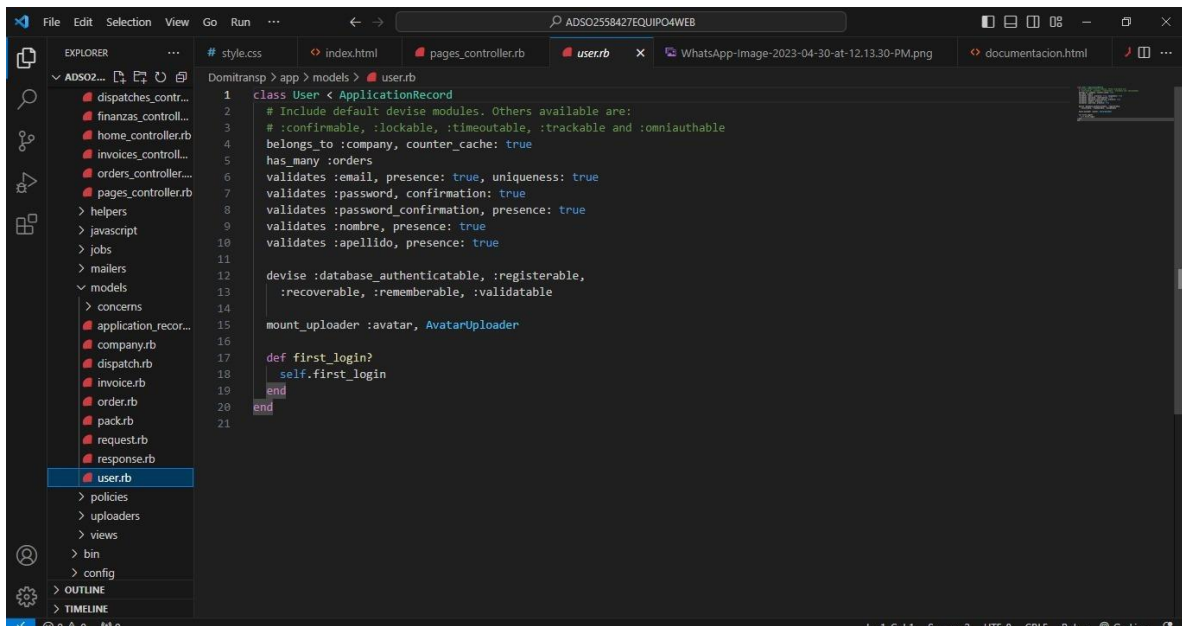 File Edit Selection View Go Run ··· ← → ADSO2558427EQUIPO4WEB
EXPLORER ···
ADSO2...
dispatches_contr...
finanzas_controll...
home_controller.rb
invoices_controll...
orders_controller....
pages_controller.rb
helpers
javascript
jobs
mailers
models
concerns
application_recor...
company.rb
dispatch.rb
invoice.rb
order.rb
pack.rb
request.rb
response.rb
user.rb
policies
uploaders
views
bin
config
OUTLINE
TIMELINE
# style.css <> index.html pages_controller.rb user.rb WhatsApp-Image-2023-04-30-at-12.13.30-PM.png <> documentacion.html ···
Domitransp > app > models > user.rb
1 class User < ApplicationRecord
2 # Include default devise modules. Others available are:
3 # :confirmable, :lockable, :timeoutable, :trackable and :omniauthable
4 belongs_to :company, counter_cache: true
5 has_many :orders
6 validates :email, presence: true, uniqueness: true
7 validates :password, confirmation: true
8 validates :password_confirmation, presence: true
9 validates :nombre, presence: true
10 validates :apellido, presence: true
11
12 devise :database_authenticatable, :registerable,
13 :recoverable, :rememberable, :validatable
14
15 mount_uploader :avatar, AvatarUploader
16
17 def first_login?
18 self.first_login
19 end
20 end
21